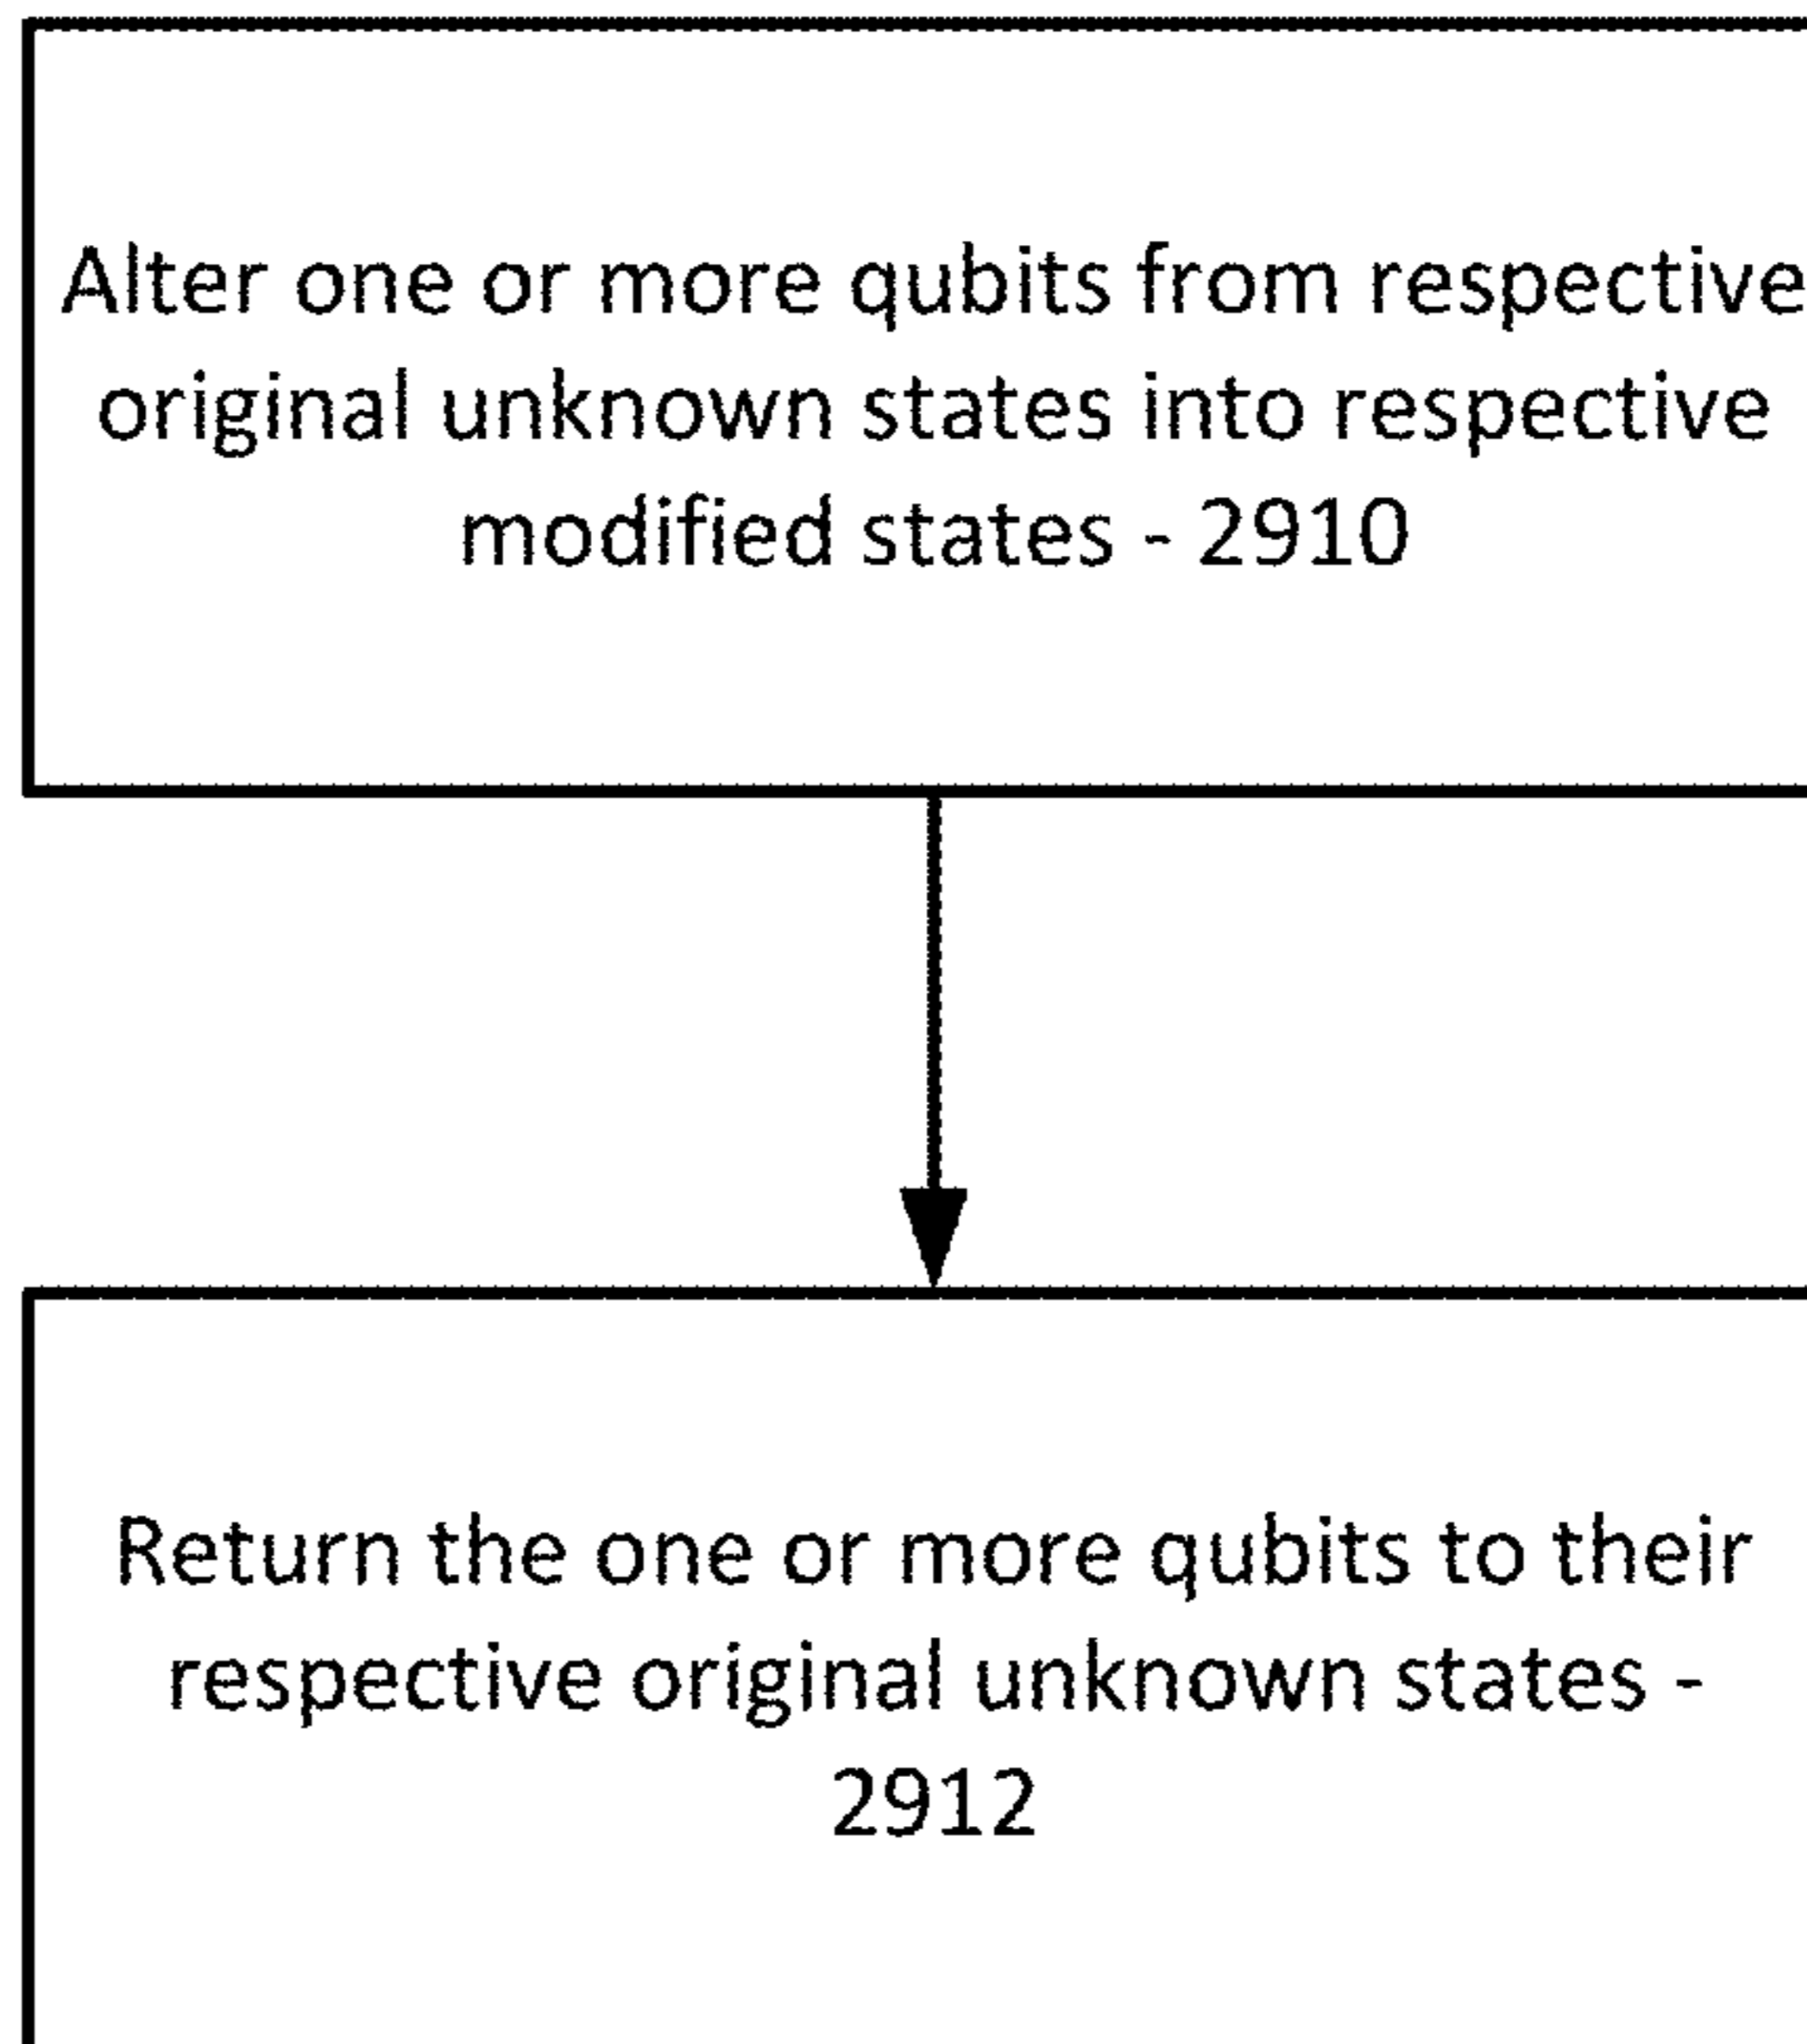 Alter one or more qubits from respective
original unknown states into respective
modified states - 2910
Return the one or more qubits to their
respective original unknown states -
2912